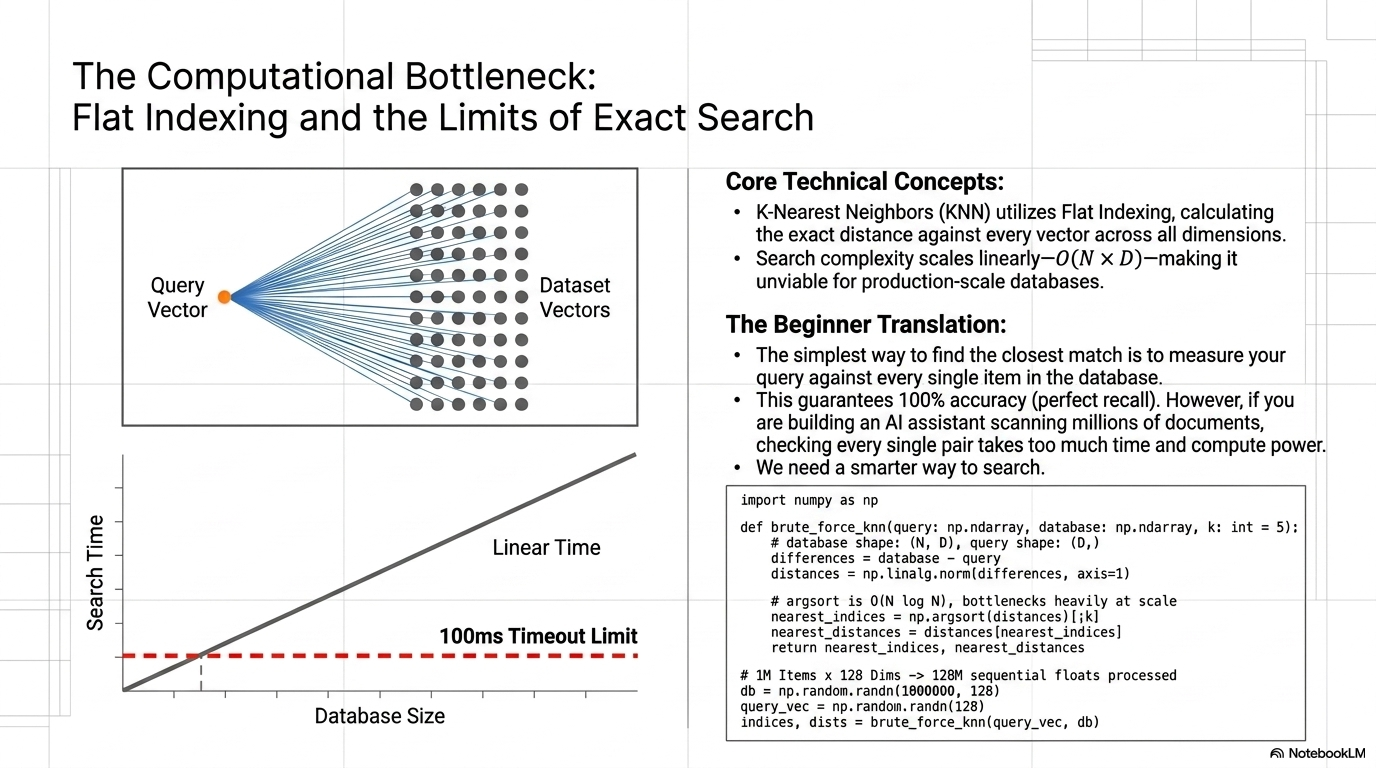 The Computational Bottleneck:
Flat Indexing and the Limits of Exact Search
Query
Vector
Dataset
Vectors
Search Time
Linear Time
100ms Timeout Limit
Database Size
Core Technical Concepts:
• K-Nearest Neighbors (KNN) utilizes Flat Indexing, calculating
the exact distance against every vector across all dimensions.
• Search complexity scales linearly—O(N × D)—making it
unviable for production-scale databases.
The Beginner Translation:
• The simplest way to find the closest match is to measure your
query against every single item in the database.
• This guarantees 100% accuracy (perfect recall). However, if you
are building an AI assistant scanning millions of documents,
checking every single pair takes too much time and compute power.
• We need a smarter way to search.
import numpy as np
def brute_force_knn(query: np.ndarray, database: np.ndarray, k: int = 5):
# database shape: (N, D), query shape: (D,)
differences = database - query
distances = np.linalg.norm(differences, axis=1)
# argsort is O(N log N), bottlenecks heavily at scale
nearest_indices = np.argsort(distances)[;k]
nearest_distances = distances[nearest_indices]
return nearest_indices, nearest_distances
# 1M Items x 128 Dims -> 128M sequential floats processed
db = np.random.randn(1000000, 128)
query_vec = np.random.randn(128)
indices, dists = brute_force_knn(query_vec, db)
NotebookLM